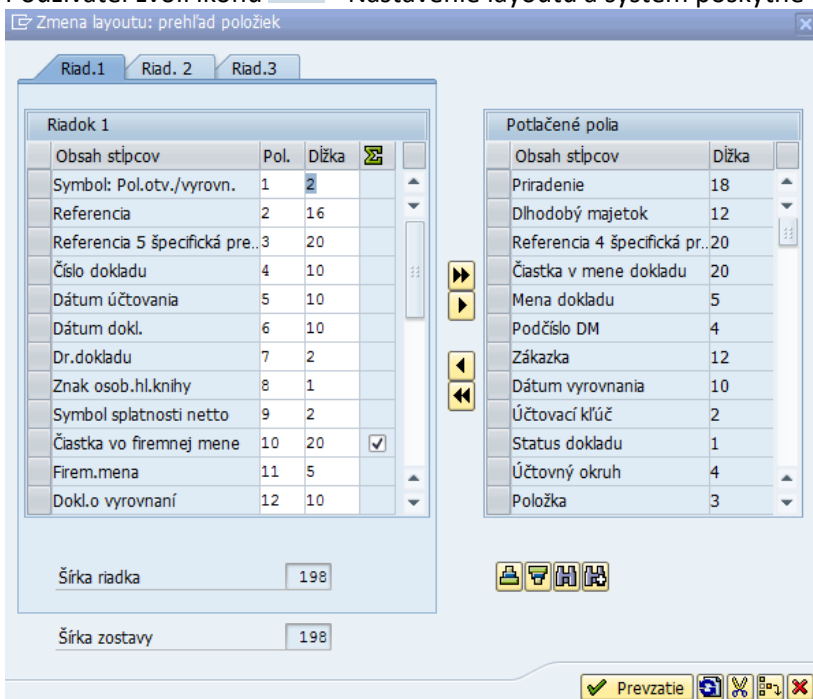 Zmena layoutu: prehľad položiek
Riad.1 Riad. 2 Riad.3
Riadok 1
Obsah stĺpcov Pol. Dĺžka Σ
Symbol: Pol.otv./vyrovn. 1 2
Referencia 2 16
Referencia 5 špecifická pre.. 3 20
Číslo dokladu 4 10
Dátum účtovania 5 10
Dátum dokl. 6 10
Dr.dokladu 7 2
Znak osob.hl.knihy 8 1
Symbol splatnosti netto 9 2
Čiastka vo firemnej mene 10 20
Firem.mena 11 5
Dokl.o vyrovnaní 12 10
Šírka riadka 198
Šírka zostavy 198
Potlačené polia
Obsah stĺpcov Dĺžka
Priradenie 18
Dlhodobý majetok 12
Referencia 4 špecifická pr.. 20
Čiastka v mene dokladu 20
Mena dokladu 5
Podčíslo DM 4
Zákazka 12
Dátum vyrovnania 10
Účtovací kľúč 2
Status dokladu 1
Účtovný okruh 4
Položka 3
Prevzatie